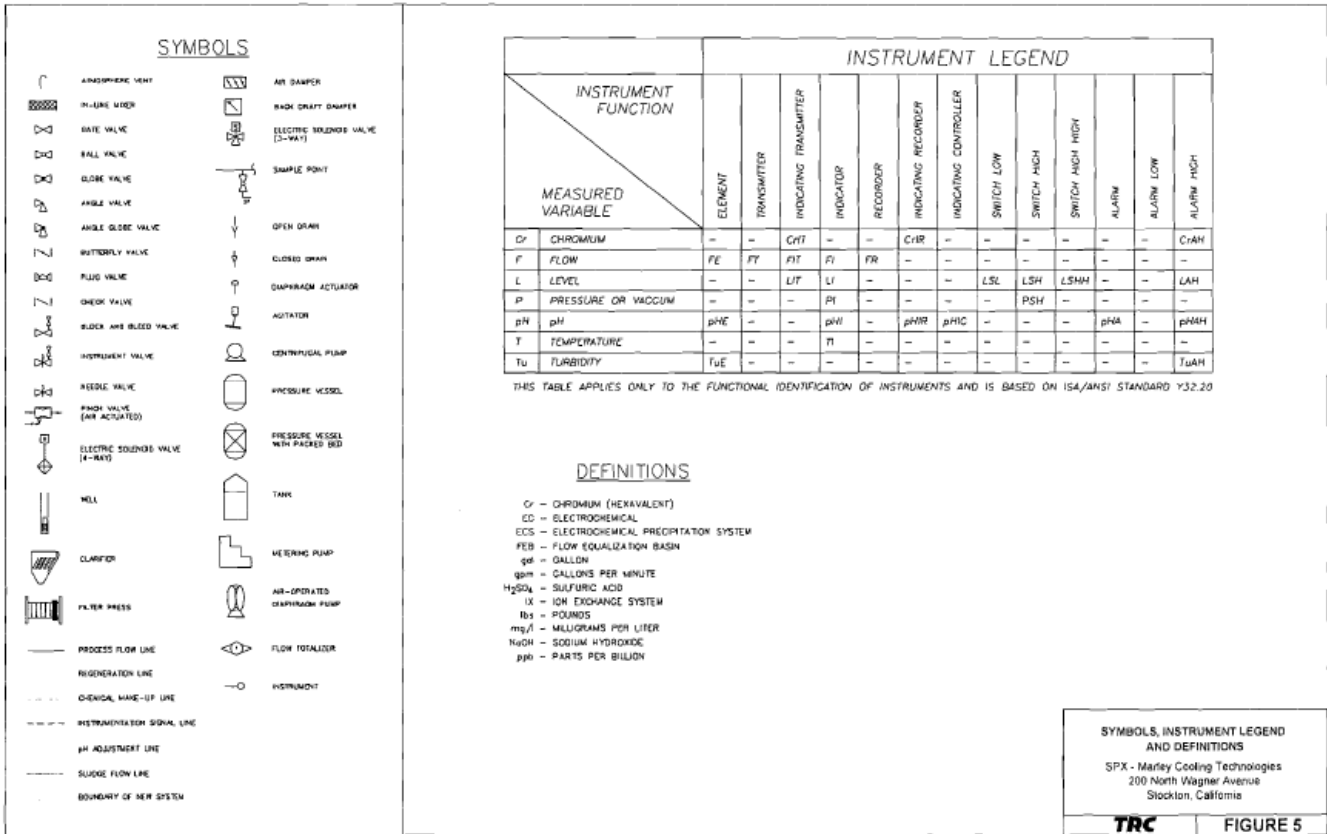 SYMBOLS
ATMOSPHERE VENT
IN-LINE MIXER
GATE VALVE
BALL VALVE
GLOBE VALVE
ANGLE VALVE
ANGLE GLOBE VALVE
BUTTERFLY VALVE
PLUG VALVE
CHECK VALVE
BLOCK AND BLEED VALVE
INSTRUMENT VALVE
NEEDLE VALVE
PINCH VALVE
(AIR ACTUATED)
ELECTRIC SOLENOID VALVE
(4-WAY)
WELL
CLARIFIER
FILTER PRESS
PROCESS FLOW LINE
REGENERATION LINE
CHEMICAL MAKE-UP LINE
INSTRUMENTATION SIGNAL LINE
pH ADJUSTMENT LINE
SLUDGE FLOW LINE
BOUNDARY OF NEW SYSTEM
AIR DAMPER
BACK DRAFT DAMPER
ELECTRIC SOLENOID VALVE
(3-WAY)
SAMPLE POINT
OPEN DRAIN
CLOSED DRAIN
DIAPHRAGM ACTUATOR
AGITATOR
CENTRIFUGAL PUMP
PRESSURE VESSEL
PRESSURE VESSEL
WITH PACKED BED
TANK
METERING PUMP
AIR-OPERATED
DIAPHRAGM PUMP
FLOW TOTALIZER
INSTRUMENT
INSTRUMENT LEGEND
INSTRUMENT
FUNCTION
MEASURED
VARIABLE
ELEMENT
TRANSMITTER
INDICATING TRANSMITTER
INDICATOR
RECORDER
INDICATING RECORDER
INDICATING CONTROLLER
SWITCH LOW
SWITCH HIGH
SWITCH HIGH HIGH
ALARM
ALARM LOW
ALARM HIGH
Cr CHROMIUM - - CrIT - - CrIR - - - - - - CrAH
F FLOW FE FT FIT FI FR - - - - - - - -
L LEVEL - - LIT LI - - - LSL LSH LSHH - - LAH
P PRESSURE OR VACCUM - - - PI - - - - PSH - - - -
pH pH pHE - - pHI - pHIR pHIC - - - pHA - pHAH
T TEMPERATURE - - - TI - - - - - - - - -
Tu TURBIDITY TuE - - - - - - - - - - - TuAH
THIS TABLE APPLIES ONLY TO THE FUNCTIONAL IDENTIFICATION OF INSTRUMENTS AND IS BASED ON ISA/ANSI STANDARD Y32.20
DEFINITIONS
Cr - CHROMIUM (HEXAVALENT)
EC - ELECTROCHEMICAL
ECS - ELECTROCHEMICAL PRECIPITATION SYSTEM
FEB - FLOW EQUALIZATION BASIN
gal - GALLON
gpm - GALLONS PER MINUTE
H₂SO₄ - SULFURIC ACID
IX - ION EXCHANGE SYSTEM
lbs - POUNDS
mg/l - MILLIGRAMS PER LITER
NaOH - SODIUM HYDROXIDE
ppb - PARTS PER BILLION
SYMBOLS, INSTRUMENT LEGEND
AND DEFINITIONS
SPX - Marley Cooling Technologies
200 North Wagner Avenue
Stockton, California
TRC
FIGURE 5